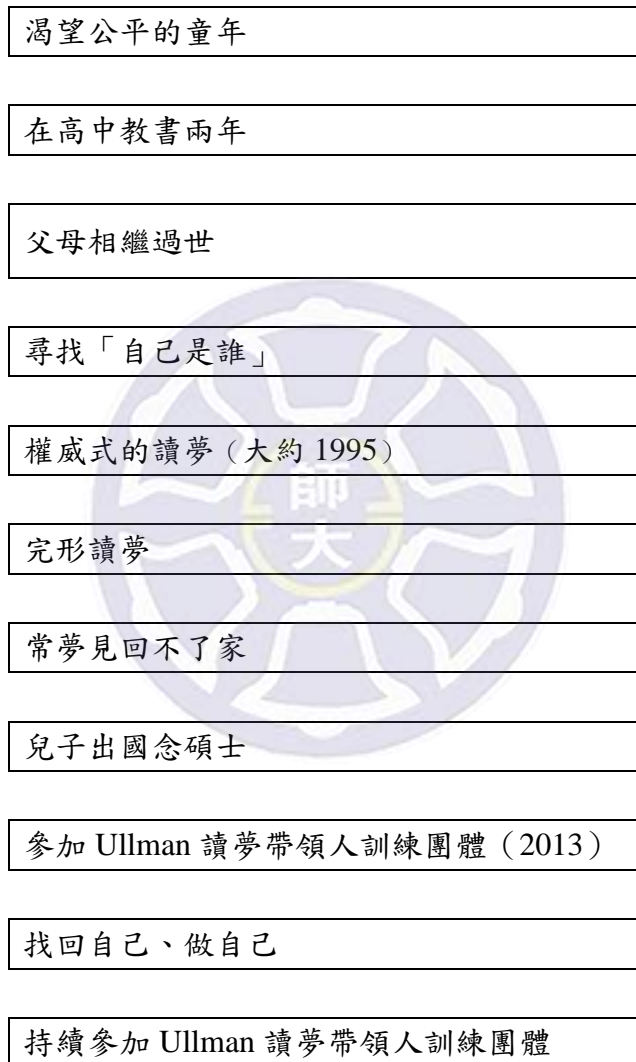 渴望公平的童年
在高中教書兩年
父母相繼過世
尋找「自己是誰」
權威式的讀夢（大約 1995）
師大
完形讀夢
常夢見回不了家
兒子出國念碩士
參加 Ullman 讀夢帶領人訓練團體（2013）
找回自己、做自己
持續參加 Ullman 讀夢帶領人訓練團體